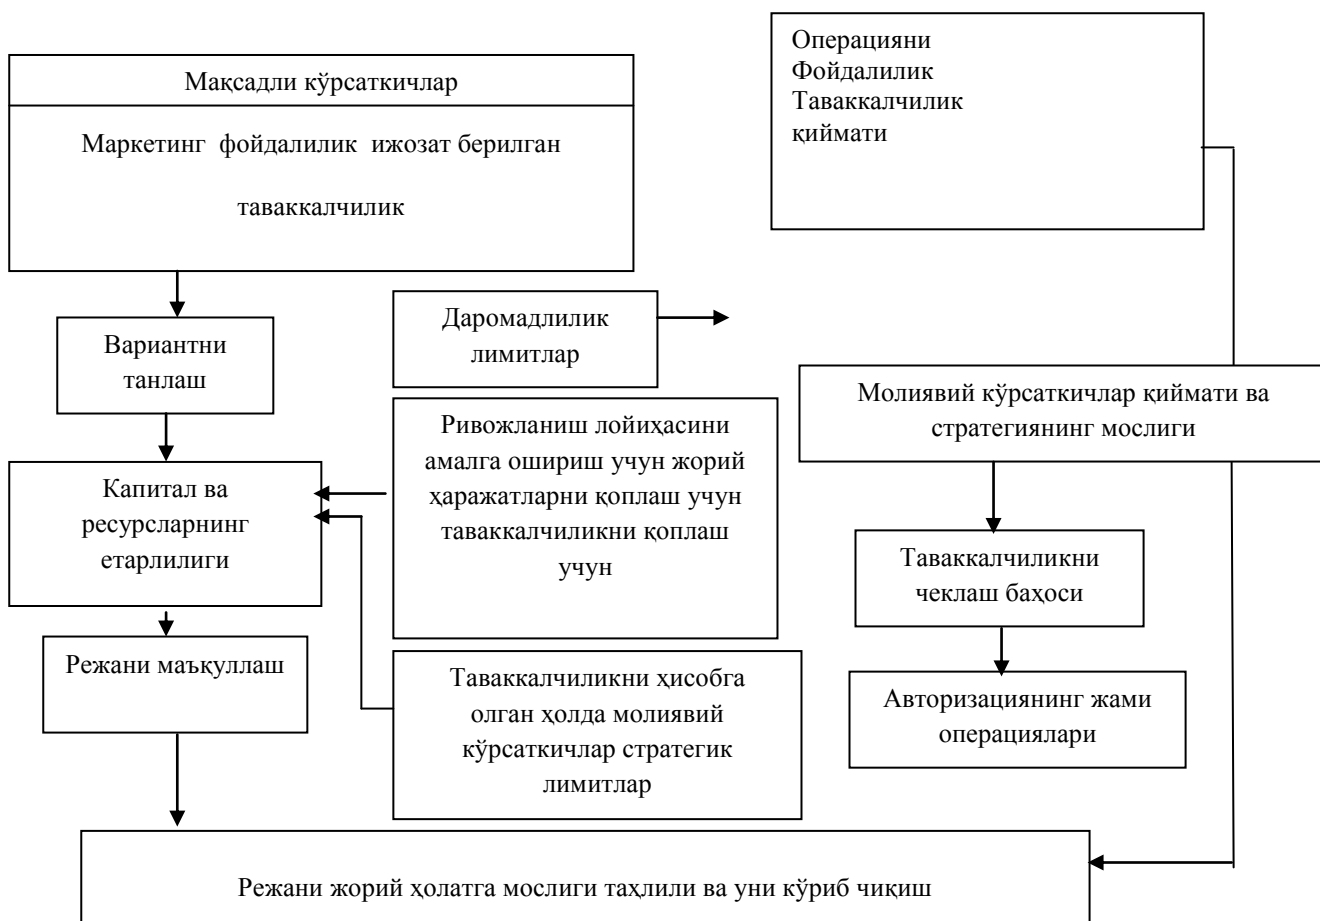 Мақсадли кўрсаткичлар
Маркетинг фойдалилик ижозат берилган
таваккалчилик
Операцияни
Фойдалилик
Таваккалчилик
қиймати
Вариантни
танлаш
Даромадлилик
лимитлар
Молиявий кўрсаткичлар қиймати ва
стратегиянинг мослиги
Капитал ва
ресурсларнинг
етарлилиги
Ривожланиш лойиҳасини
амалга ошириш учун жорий
ҳаражатларни қоплаш учун
таваккалчиликни қоплаш
учун
Таваккалчиликни
чеклаш баҳоси
Режани маъқуллаш
Таваккалчиликни ҳисобга
олган ҳолда молиявий
кўрсаткичлар стратегик
лимитлар
Авторизациянинг жами
операциялари
Режани жорий ҳолатга мослиги таҳлили ва уни кўриб чиқиш